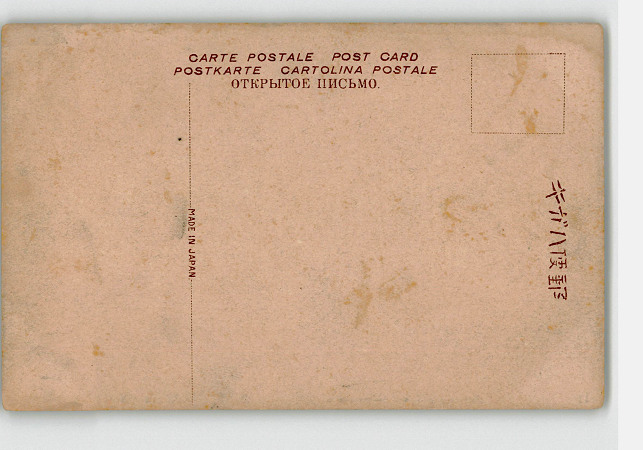 CARTE POSTALE POST CARD
POSTKARTE CARTOLINA POSTALE
ОТКРЫТОЕ ПИСЬМО.
MADE IN JAPAN.
郵便ハガキ